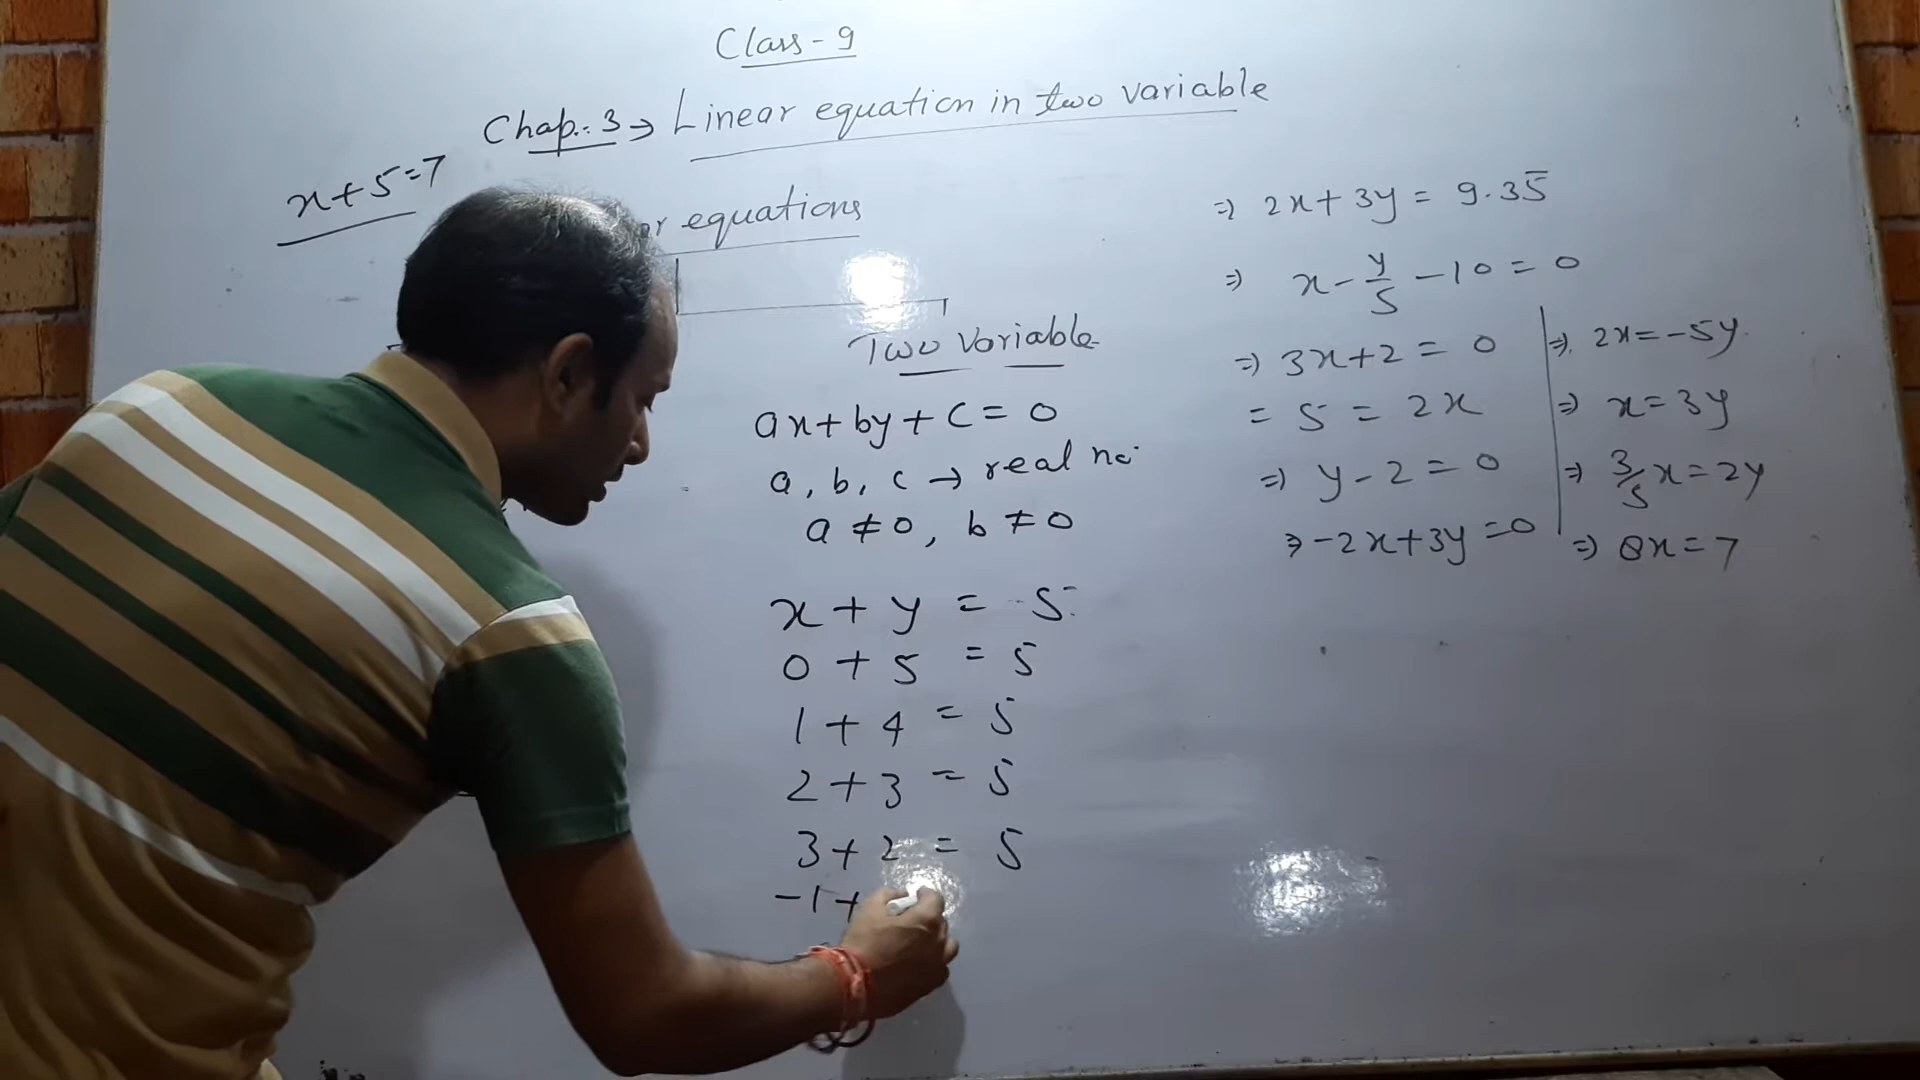 Class - 9
Chap.: 3 → Linear equation in two variable
x + 5 = 7
equations
Two Variable
ax + by + c = 0
a, b, c → real no.
a ≠ 0, b ≠ 0
x + y = 5
0 + 5 = 5
1 + 4 = 5
2 + 3 = 5
3 + 2 = 5
-1 +
⇒ 2x + 3y = 9.35̅
⇒ x - y/5 - 10 = 0
⇒ 3x + 2 = 0
= 5 = 2x
⇒ y - 2 = 0
⇒ -2x + 3y = 0
⇒ 2x = -5y
⇒ x = 3y
⇒ 3/5 x = 2y
⇒ 8x = 7